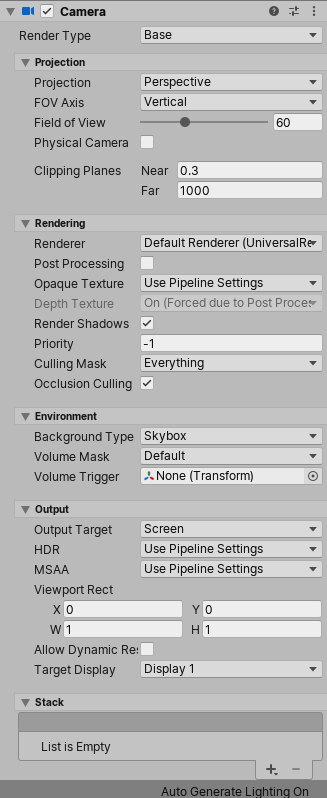 Camera
Render Type Base
Projection
Projection Perspective
FOV Axis Vertical
Field of View 60
Physical Camera
Clipping Planes Near 0.3
Far 1000
Rendering
Renderer Default Renderer (UniversalRe
Post Processing
Opaque Texture Use Pipeline Settings
Depth Texture On (Forced due to Post Proces
Render Shadows
Priority -1
Culling Mask Everything
Occlusion Culling
Environment
Background Type Skybox
Volume Mask Default
Volume Trigger None (Transform)
Output
Output Target Screen
HDR Use Pipeline Settings
MSAA Use Pipeline Settings
Viewport Rect
X 0 Y 0
W 1 H 1
Allow Dynamic Res
Target Display Display 1
Stack
List is Empty
Auto Generate Lighting On